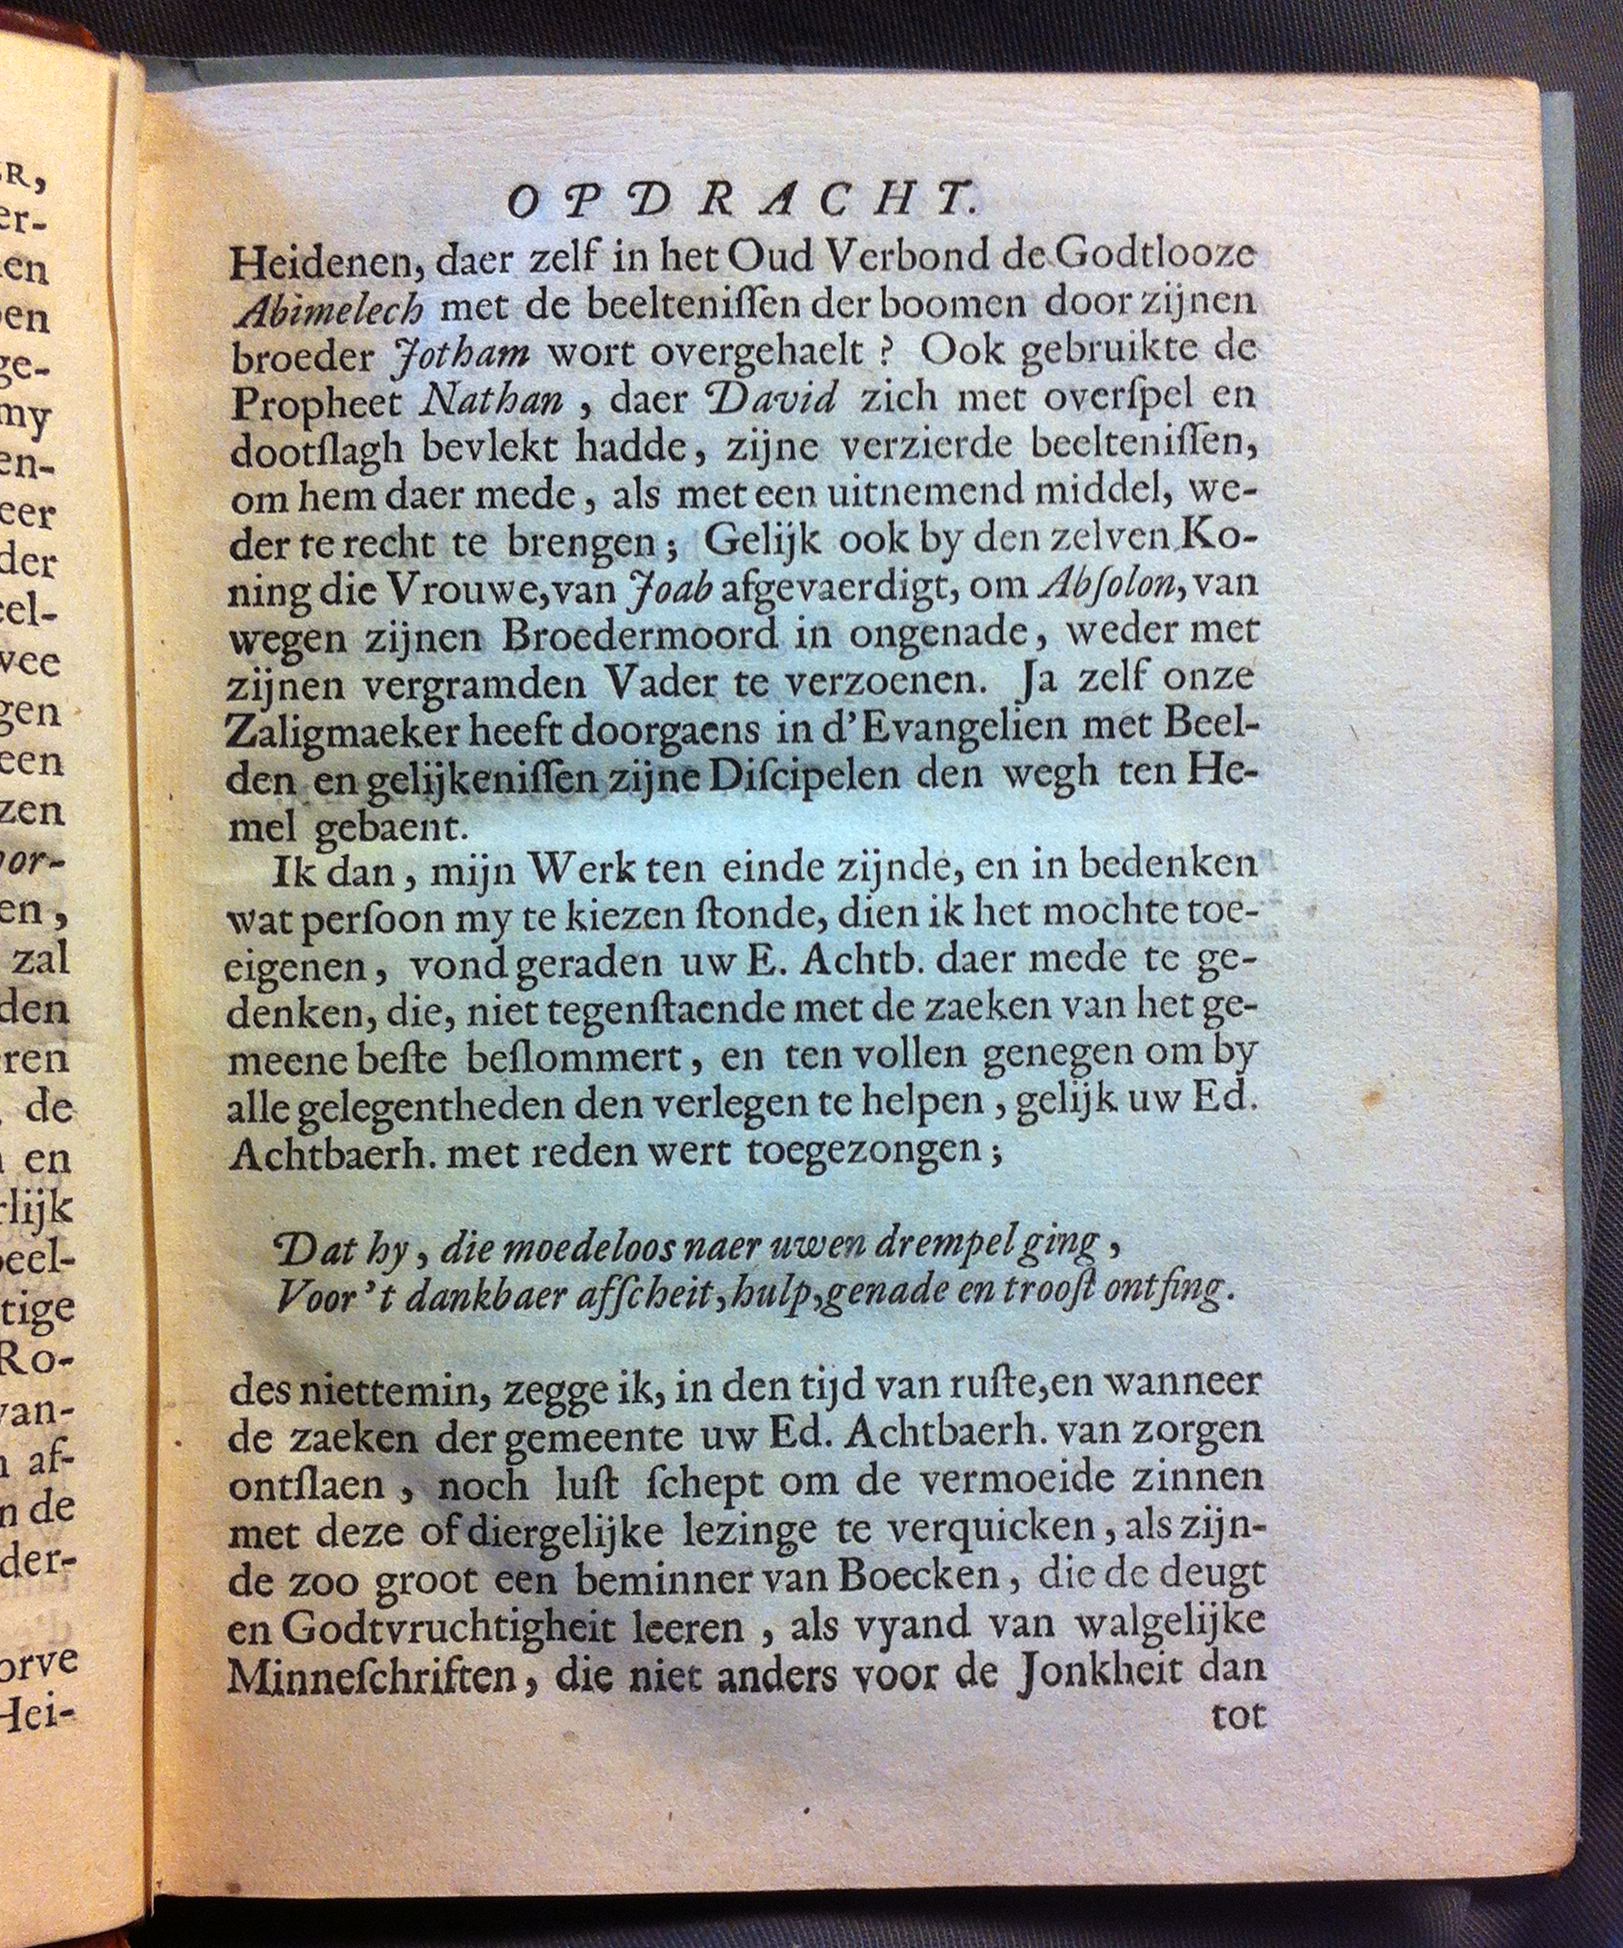 OPDRACHT.
Heidenen, daer zelf in het Oud Verbond de Godtlooze
Abimelech met de beelteniſſen der boomen door zijnen
broeder Jotham wort overgehaelt ? Ook gebruikte de
Propheet Nathan , daer David zich met overſpel en
dootſlagh bevlekt hadde, zijne verzierde beelteniſſen,
om hem daer mede, als met een uitnemend middel, we-
der te recht te brengen; Gelijk ook by den zelven Ko-
ning die Vrouwe, van Joab afgevaerdigt, om Abſolon, van
wegen zijnen Broedermoord in ongenade, weder met
zijnen vergramden Vader te verzoenen. Ja zelf onze
Zaligmaeker heeft doorgaens in d'Evangelien met Beel-
den en gelijkeniſſen zijne Diſcipelen den wegh ten He-
mel gebaent.
Ik dan, mijn Werk ten einde zijnde, en in bedenken
wat perſoon my te kiezen ſtonde, dien ik het mochte toe-
eigenen, vond geraden uw E. Achtb. daer mede te ge-
denken, die, niet tegenſtaende met de zaeken van het ge-
meene beſte beſlommert, en ten vollen genegen om by
alle gelegentheden den verlegen te helpen, gelijk uw Ed.
Achtbaerh. met reden wert toegezongen;
Dat hy, die moedeloos naer uwen drempel ging,
Voor 't dankbaer afſcheit, hulp, genade en trooſt ontfing.
des niettemin, zegge ik, in den tijd van ruſte, en wanneer
de zaeken der gemeente uw Ed. Achtbaerh. van zorgen
ontſlaen, noch luſt ſchept om de vermoeide zinnen
met deze of diergelijke lezinge te verquicken, als zijn-
de zoo groot een beminner van Boecken, die de deugt
en Godtvruchtigheit leeren, als vyand van walgelijke
Minneſchriften, die niet anders voor de Jonkheit dan
tot